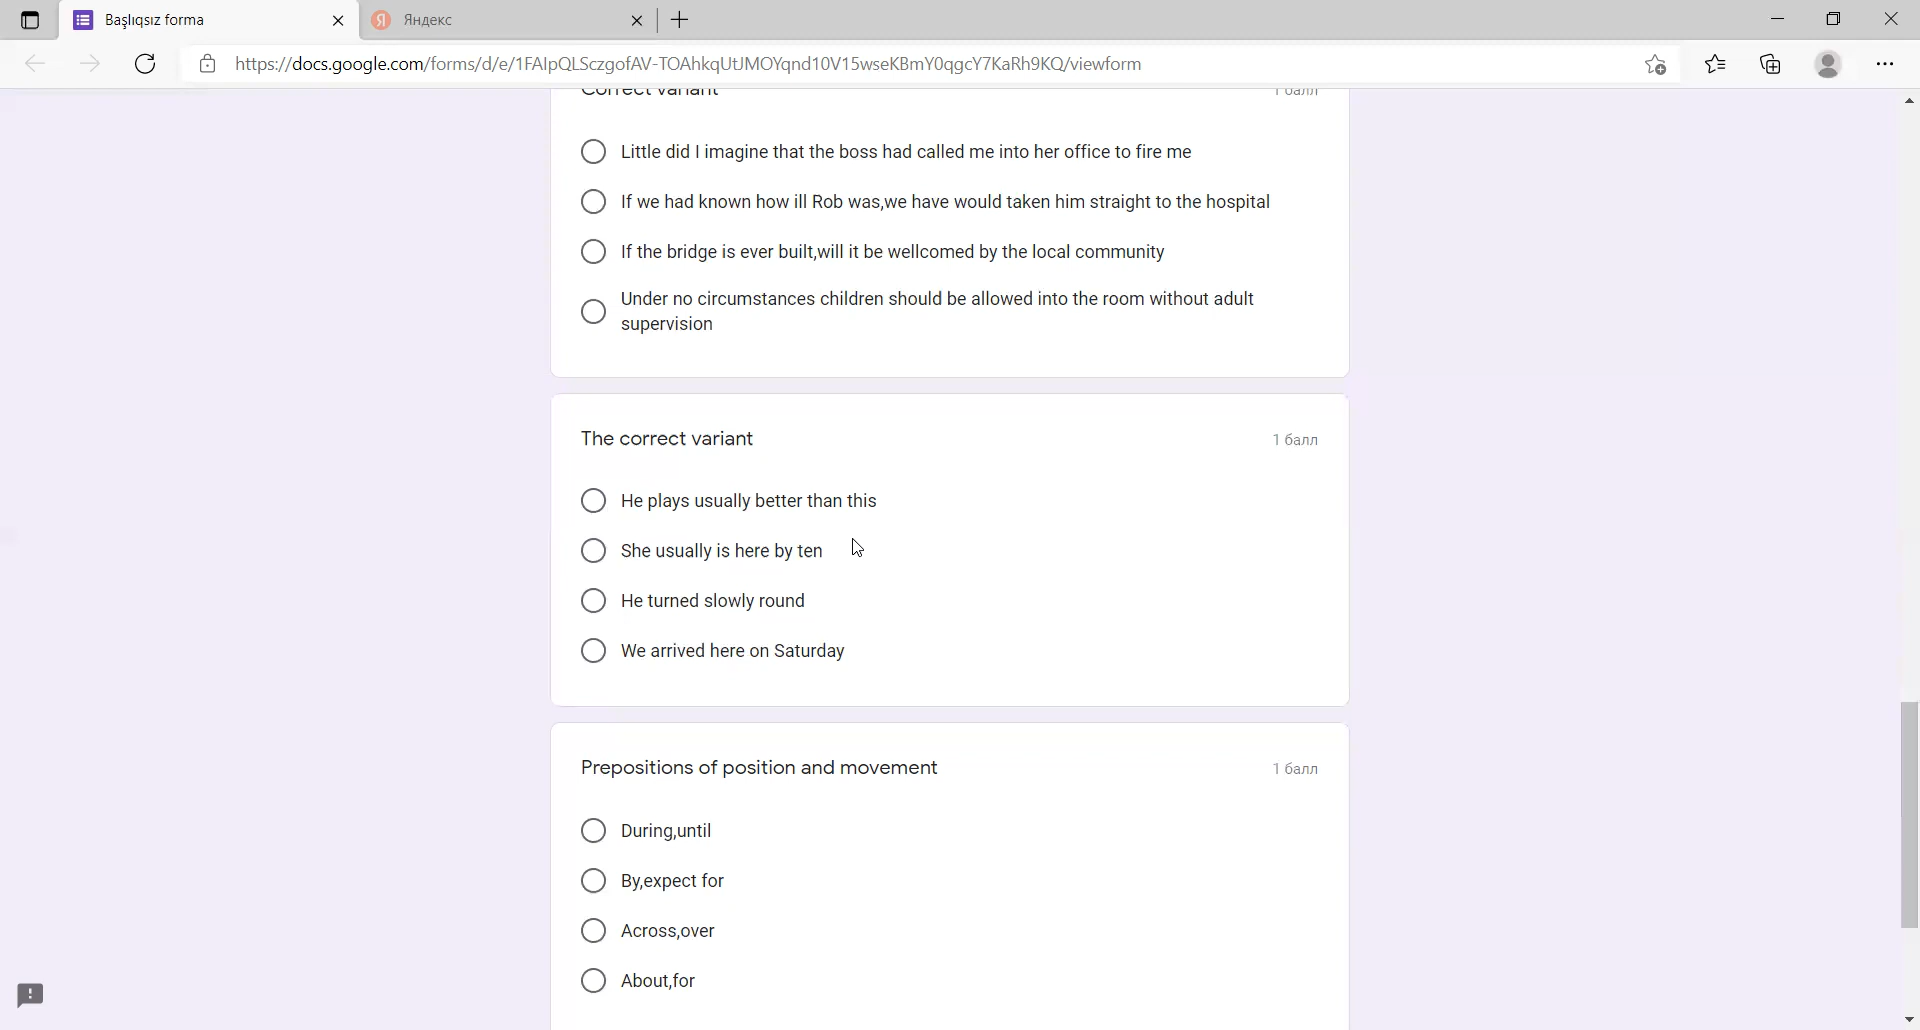 Başlıqsız forma
Яндекс
https://docs.google.com/forms/d/e/1FAIpQLSczgofAV-TOAhkqUtJMOYqnd10V15wseKBmY0qgcY7KaRh9KQ/viewform
Correct variant
1 балл
Little did I imagine that the boss had called me into her office to fire me
If we had known how ill Rob was,we have would taken him straight to the hospital
If the bridge is ever built,will it be wellcomed by the local community
Under no circumstances children should be allowed into the room without adult
supervision
The correct variant
1 балл
He plays usually better than this
She usually is here by ten
He turned slowly round
We arrived here on Saturday
Prepositions of position and movement
1 балл
During,until
By,expect for
Across,over
About,for